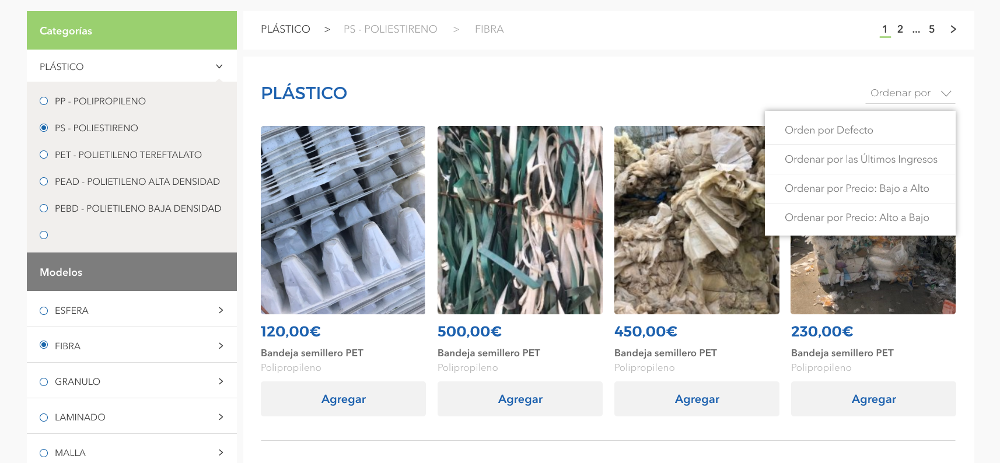 Categorías
PLÁSTICO
PP - POLIPROPILENO
PS - POLIESTIRENO
PET - POLIETILENO TEREFTALATO
PEAD - POLIETILENO ALTA DENSIDAD
PEBD - POLIETILENO BAJA DENSIDAD
Modelos
ESFERA
FIBRA
GRANULO
LAMINADO
MALLA
PLÁSTICO > PS - POLIESTIRENO > FIBRA
1 2 ... 5 >
PLÁSTICO
Ordenar por
Orden por Defecto
Ordenar por las Últimos Ingresos
Ordenar por Precio: Bajo a Alto
Ordenar por Precio: Alto a Bajo
120,00€
Bandeja semillero PET
Polipropileno
Agregar
500,00€
Bandeja semillero PET
Polipropileno
Agregar
450,00€
Bandeja semillero PET
Polipropileno
Agregar
230,00€
Bandeja semillero PET
Polipropileno
Agregar